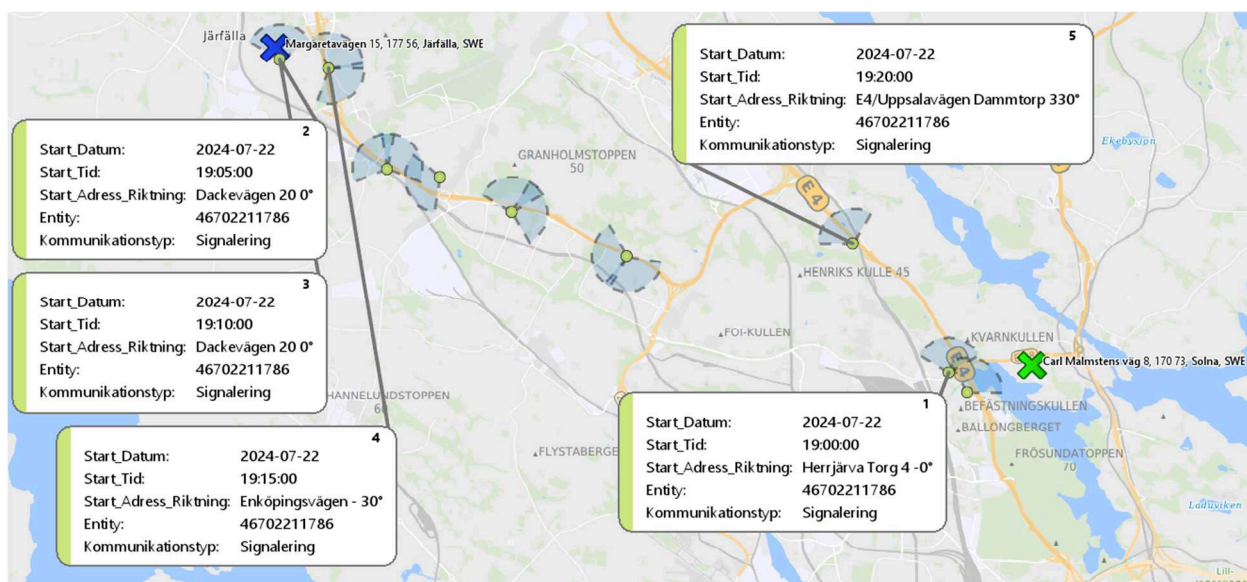 Järfälla
Margaretavägen 15, 177 56, Järfälla, SWE
5
Start_Datum: 2024-07-22
Start_Tid: 19:20:00
Start_Adress_Riktning: E4/Uppsalavägen Dammtorp 330°
Entity: 46702211786
Kommunikationstyp: Signalering
2
Start_Datum: 2024-07-22
Start_Tid: 19:05:00
Start_Adress_Riktning: Dackevägen 20 0°
Entity: 46702211786
Kommunikationstyp: Signalering
GRANHOLMSTOPPEN
50
Ekebysjön
E4
HENRIKS KULLE 45
3
Start_Datum: 2024-07-22
Start_Tid: 19:10:00
Start_Adress_Riktning: Dackevägen 20 0°
Entity: 46702211786
Kommunikationstyp: Signalering
FOI-KULLEN
KVARNKULLEN
E4
Carl Malmstens väg 8, 170 73, Solna, SWE
HANNELUNDSTOPPEN
60
BEFÄSTNINGSKULLEN
BALLONGBERGET
4
Start_Datum: 2024-07-22
Start_Tid: 19:15:00
Start_Adress_Riktning: Enköpingsvägen - 30°
Entity: 46702211786
Kommunikationstyp: Signalering
FLYSTABERGE
1
Start_Datum: 2024-07-22
Start_Tid: 19:00:00
Start_Adress_Riktning: Herrjärva Torg 4 -0°
Entity: 46702211786
Kommunikationstyp: Signalering
FRÖSUNDATOPPEN
70
Laduviken
Lill-